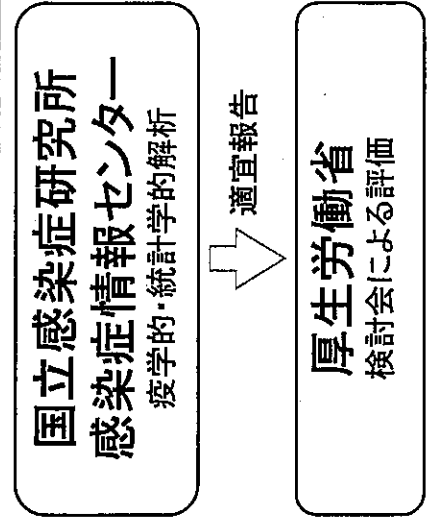 国立感染症研究所
感染症情報センター
疫学的・統計学的解析
適宜報告
厚生労働省
検討会による評価